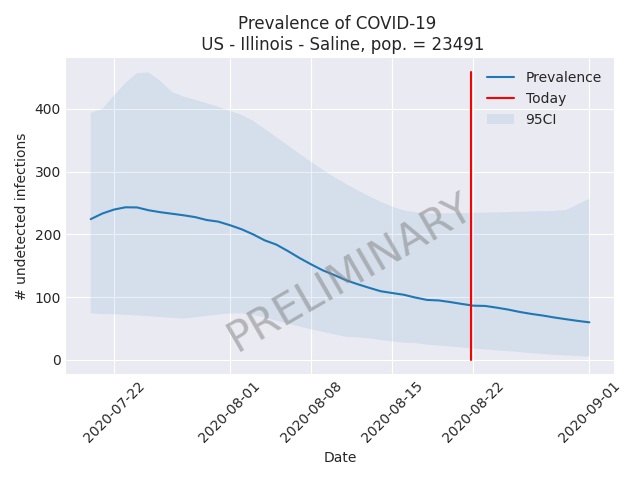 Prevalence of COVID-19
US - Illinois - Saline, pop. = 23491
Prevalence
Today
95CI
# undetected infections
400
300
200
100
0
PRELIMINARY
2020-07-22
2020-08-01
2020-08-08
2020-08-15
2020-08-22
2020-09-01
Date